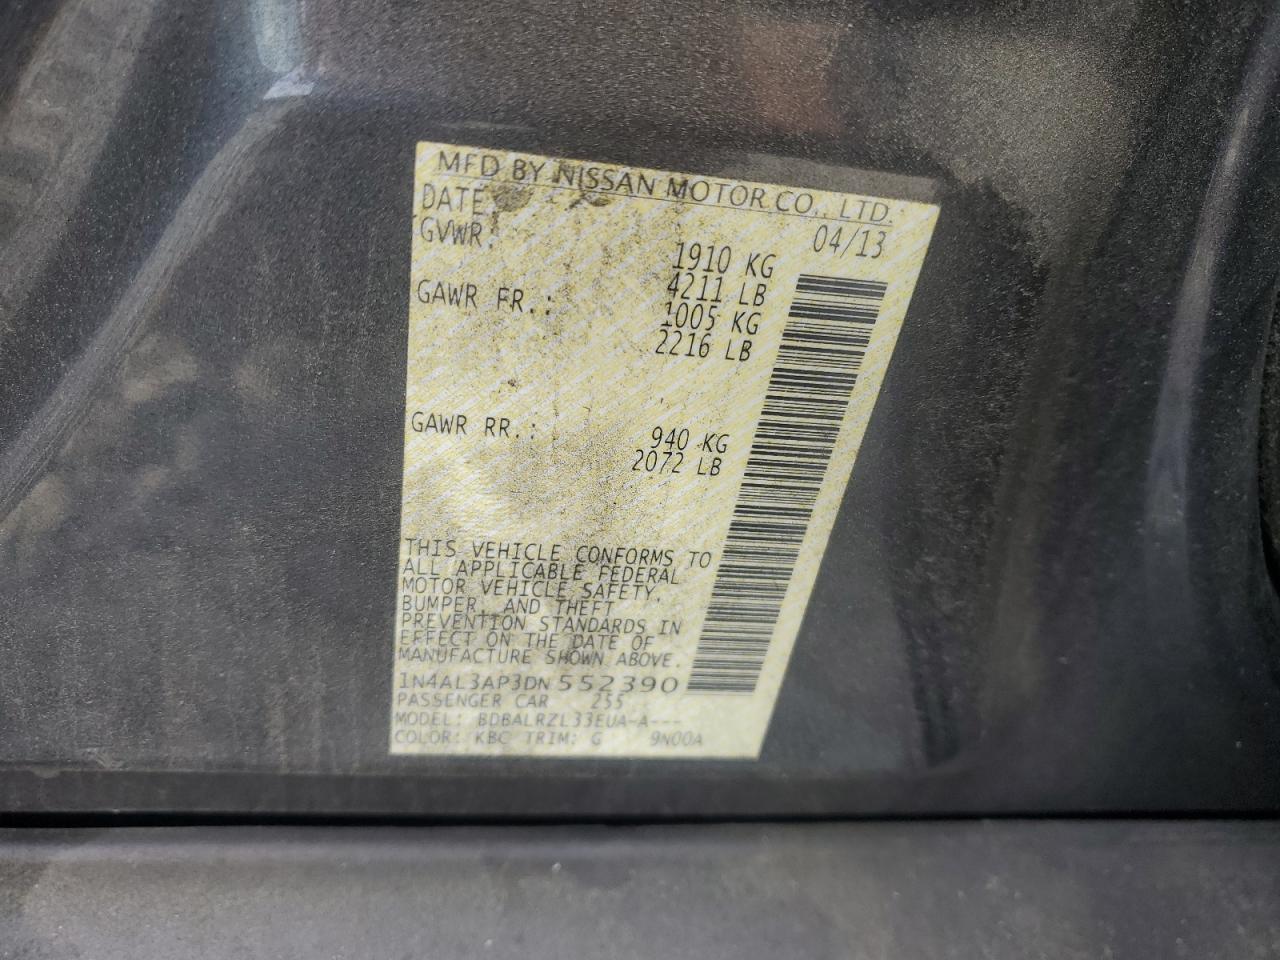 MFD BY NISSAN MOTOR CO., LTD.
DATE: 04/13
GVWR: 1910 KG
4211 LB
GAWR FR.: 1005 KG
2216 LB
GAWR RR.: 940 KG
2072 LB
THIS VEHICLE CONFORMS TO
ALL APPLICABLE FEDERAL
MOTOR VEHICLE SAFETY,
BUMPER, AND THEFT
PREVENTION STANDARDS IN
EFFECT ON THE DATE OF
MANUFACTURE SHOWN ABOVE.
1N4AL3AP3DN552390
PASSENGER CAR 255
MODEL: BDBALRZL33EUA-A---
COLOR: KBC TRIM: G 9N00A